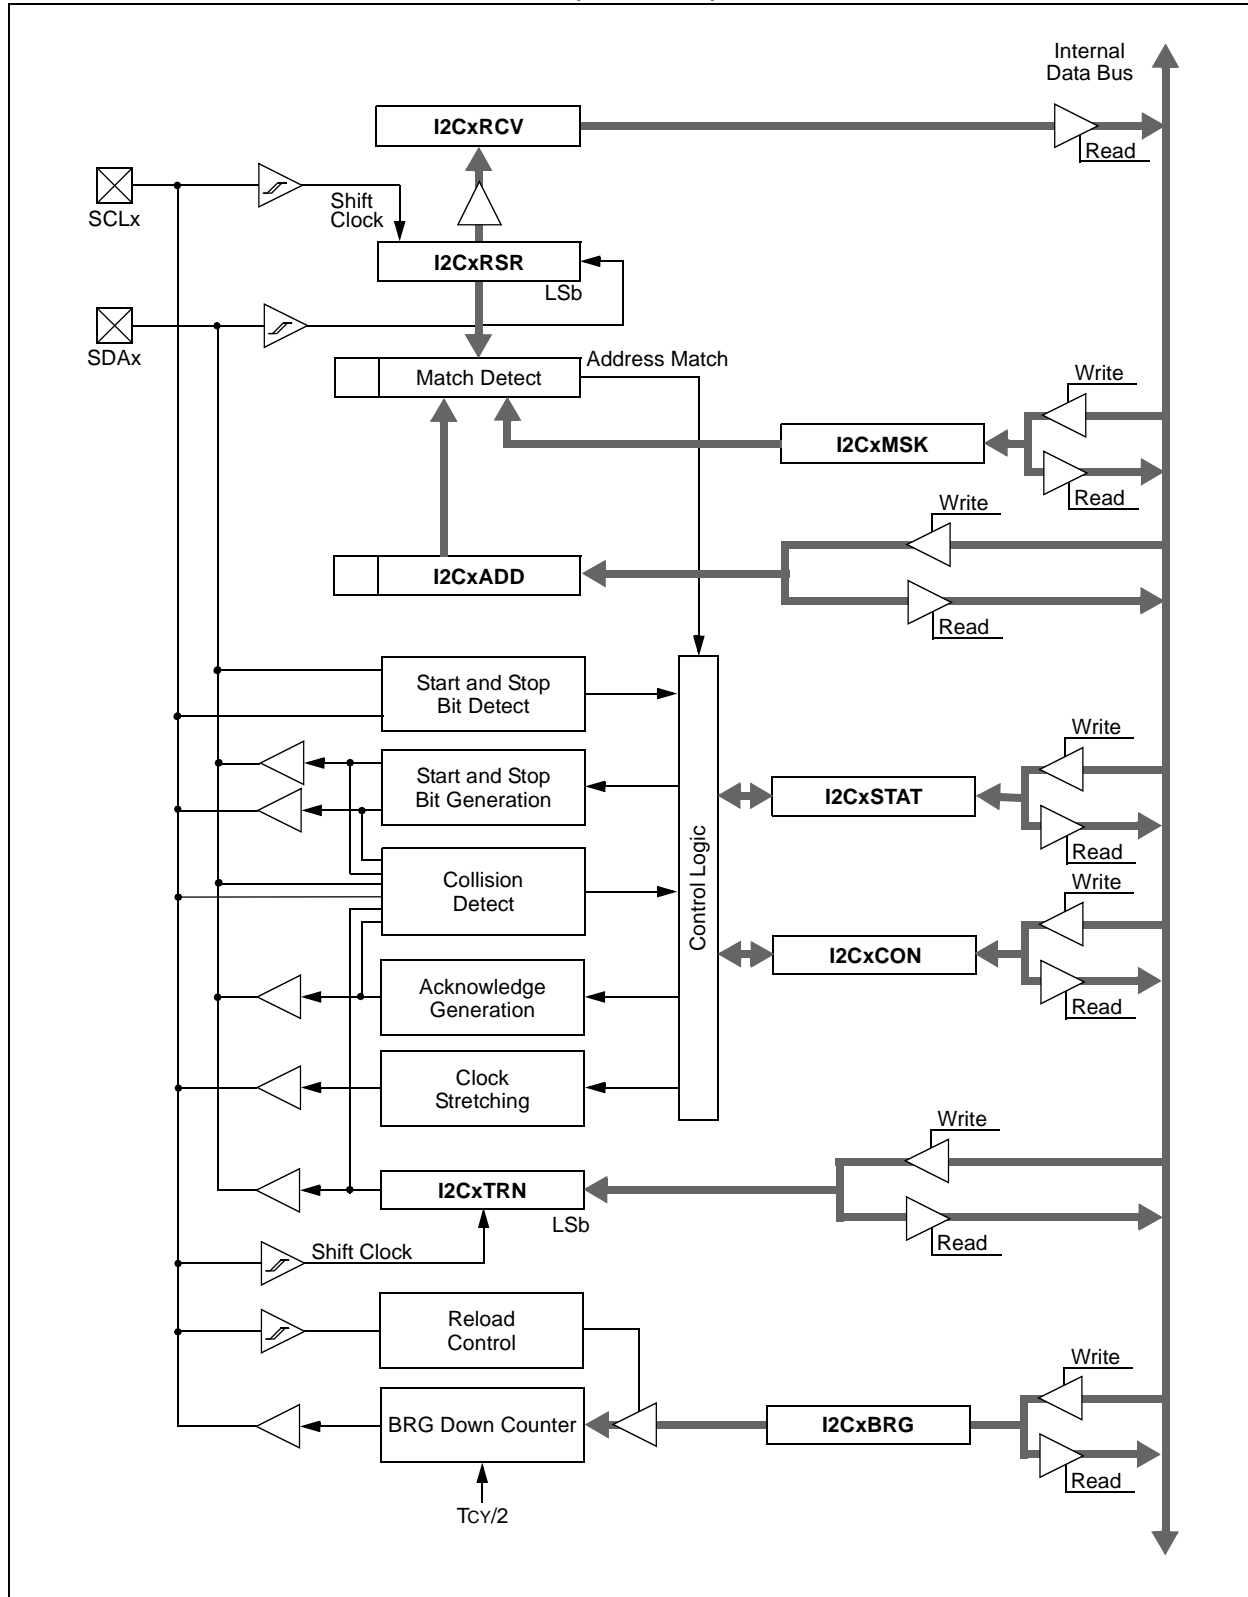 Internal
Data Bus
I2CxRCV
Read
SCLx
Shift
Clock
I2CxRSR
LSb
SDAx
Address Match
Match Detect
Write
I2CxMSK
Read
Write
I2CxADD
Read
Start and Stop
Bit Detect
Write
Start and Stop
Bit Generation
I2CxSTAT
Read
Control Logic
Collision
Detect
Write
I2CxCON
Acknowledge
Generation
Read
Clock
Stretching
Write
I2CxTRN
LSb
Read
Shift Clock
Reload
Control
Write
BRG Down Counter
I2CxBRG
Read
TCY/2